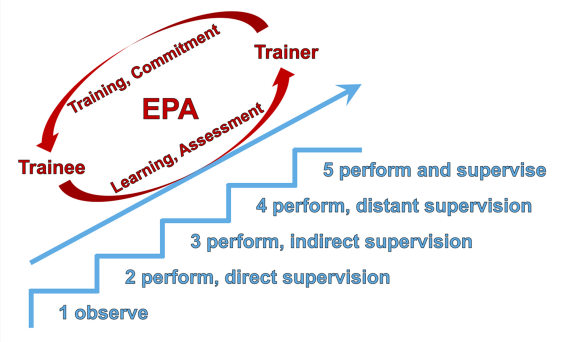 Trainer
Training, Commitment
EPA
Learning, Assessment
Trainee
5 perform and supervise
4 perform, distant supervision
3 perform, indirect supervision
2 perform, direct supervision
1 observe